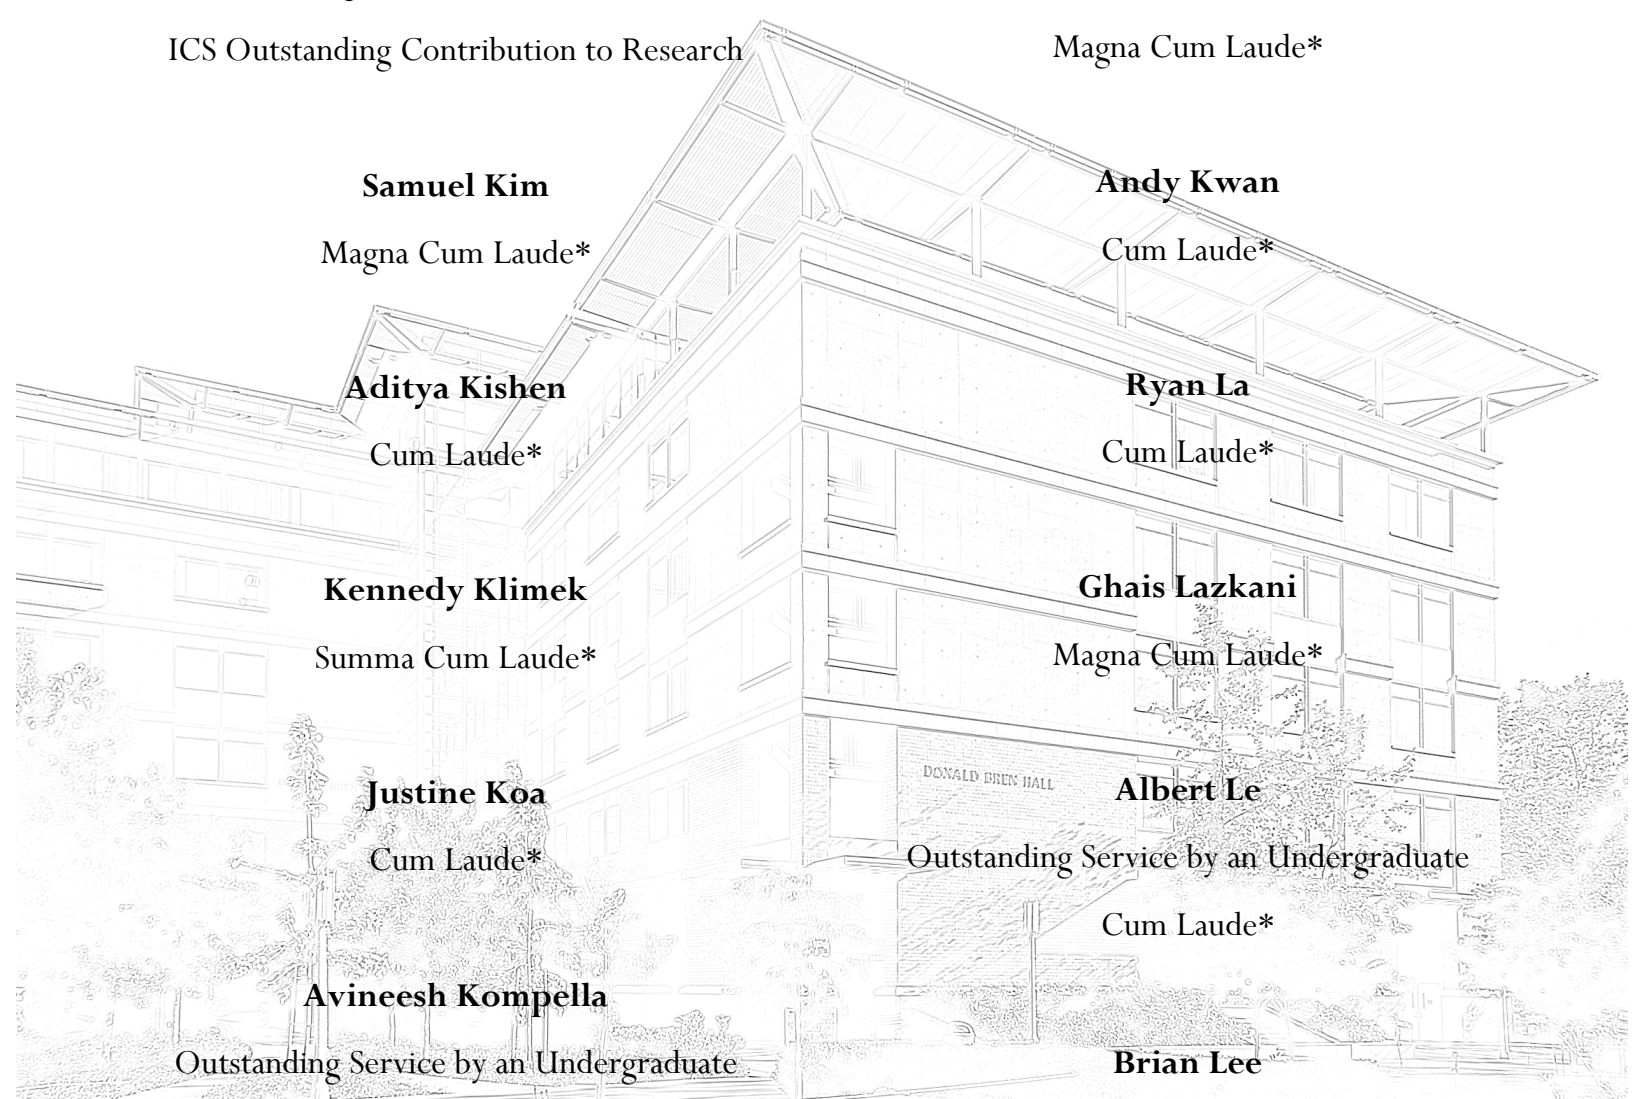 ICS Outstanding Contribution to Research
Samuel Kim
Magna Cum Laude*
Aditya Kishen
Cum Laude*
Kennedy Klimek
Summa Cum Laude*
Justine Koa
Cum Laude*
Avineesh Kompella
Outstanding Service by an Undergraduate
Magna Cum Laude*
Andy Kwan
Cum Laude*
Ryan La
Cum Laude*
Ghais Lazkani
Magna Cum Laude*
Albert Le
Outstanding Service by an Undergraduate
Cum Laude*
Brian Lee
DONALD BREN HALL